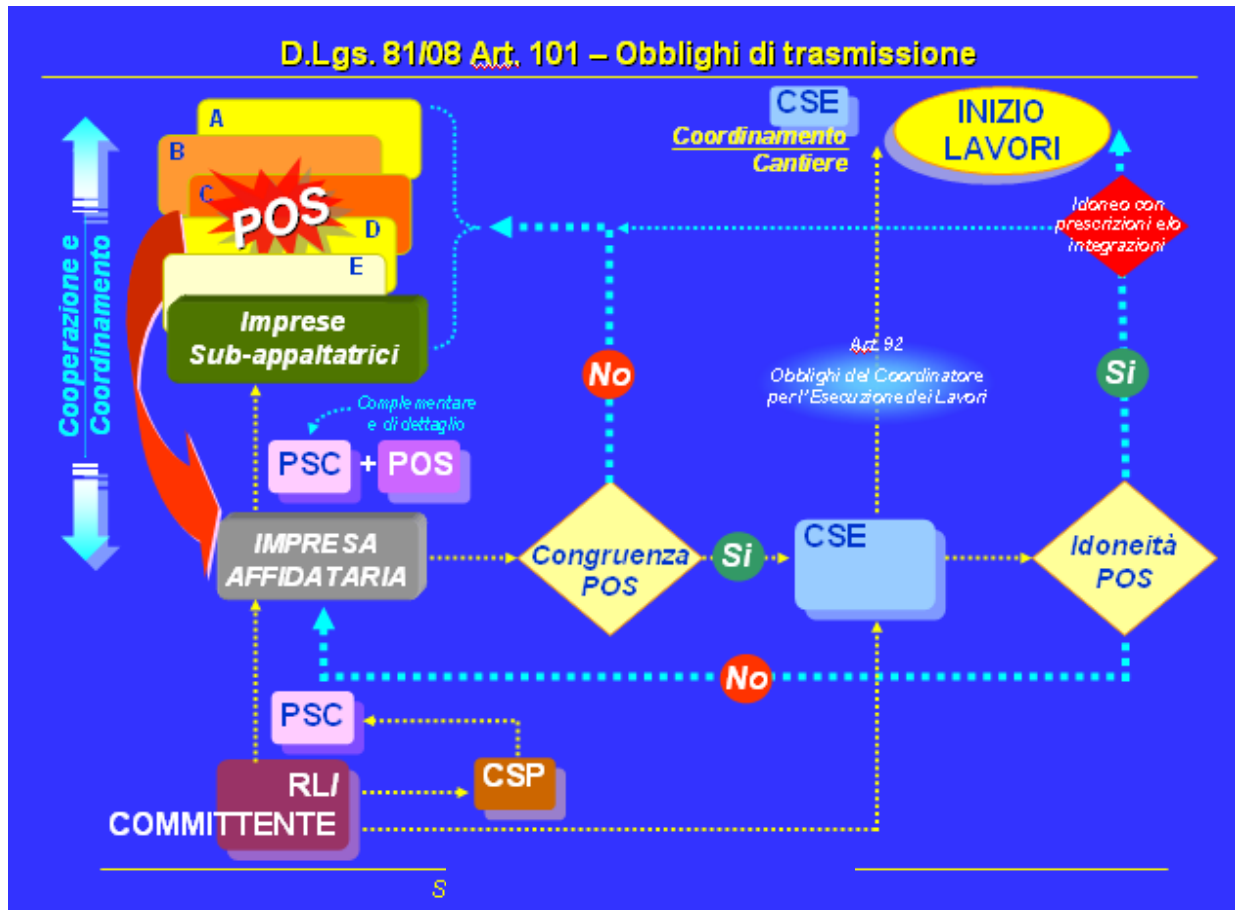 D.Lgs. 81/08 Art. 101 – Obblighi di trasmissione
Cooperazione e
Coordinamento
A
B
C
POS
D
E
Imprese
Sub-appaltatrici
CSE
Coordinamento
Cantiere
INIZIO
LAVORI
Idoneo con
prescrizioni e/o
integrazioni
No
Art. 92
Obblighi del Coordinatore
per l'Esecuzione dei Lavori
Si
Complementare
e di dettaglio
PSC + POS
IMPRESA
AFFIDATARIA
Congruenza
POS
Si
CSE
Idoneità
POS
No
PSC
CSP
RL/
COMMITTENTE
S